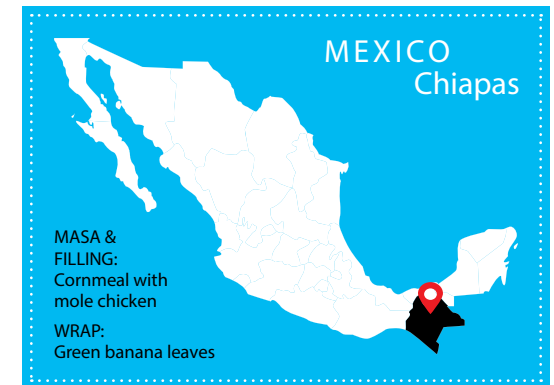 MEXICO
Chiapas
MASA &
FILLING:
Cornmeal with
mole chicken
WRAP:
Green banana leaves